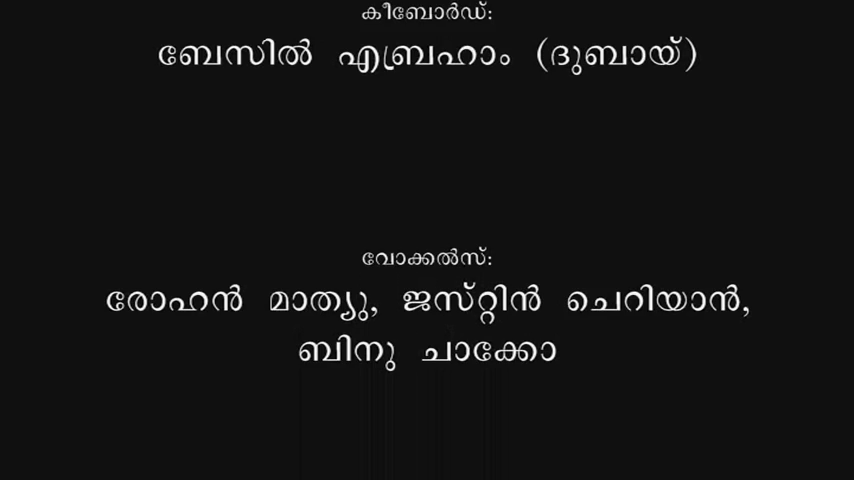 കീബോർഡ്:
ബേസിൽ എബ്രഹാം (ദുബായ്)
വോക്കൽസ്:
രോഹൻ മാത്യു, ജസ്റ്റിൻ ചെറിയാൻ,
ബിനു ചാക്കോ